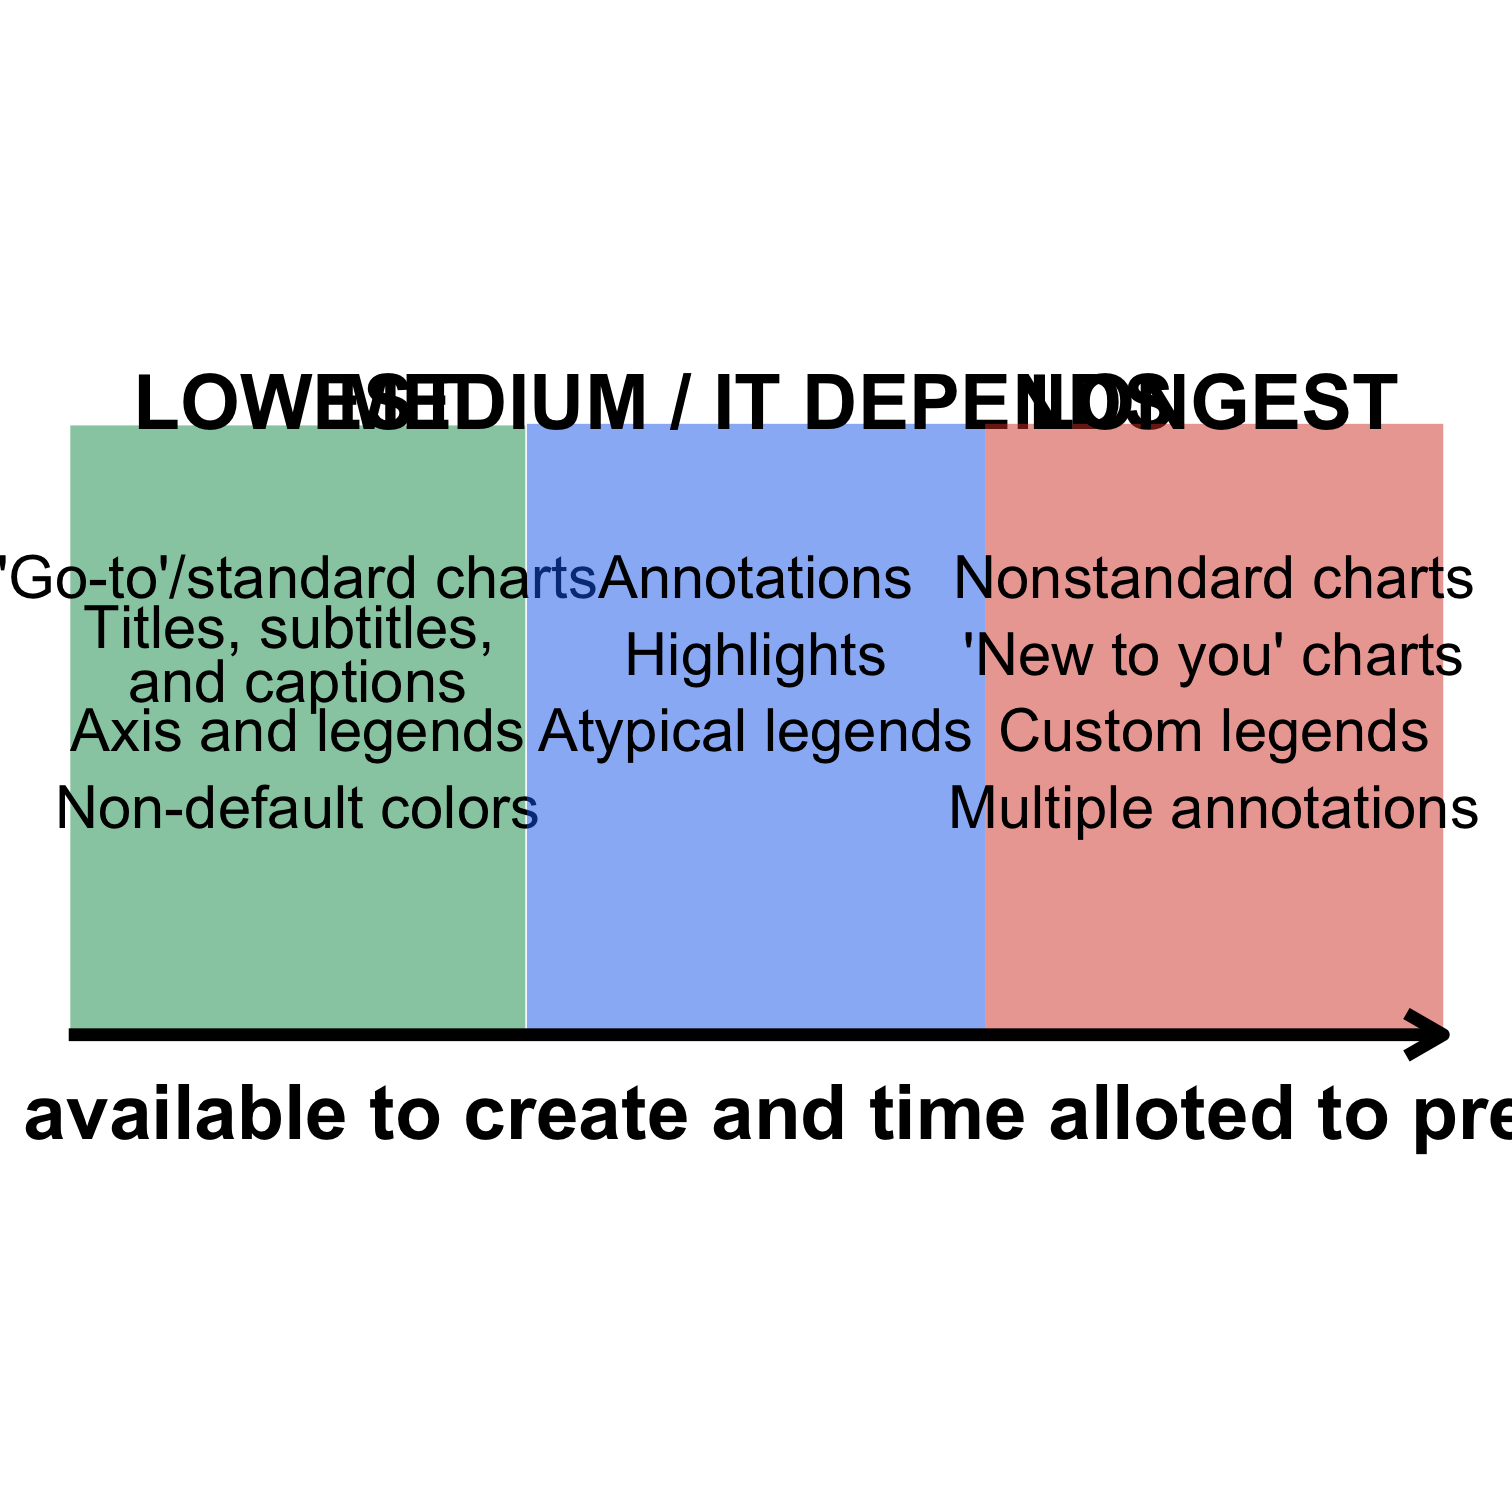 LOWEST
MEDIUM / IT DEPENDS
LONGEST
'Go-to'/standard charts
Titles, subtitles,
and captions
Axis and legends
Non-default colors
Annotations
Highlights
Atypical legends
Nonstandard charts
'New to you' charts
Custom legends
Multiple annotations
available to create and time alloted to pre